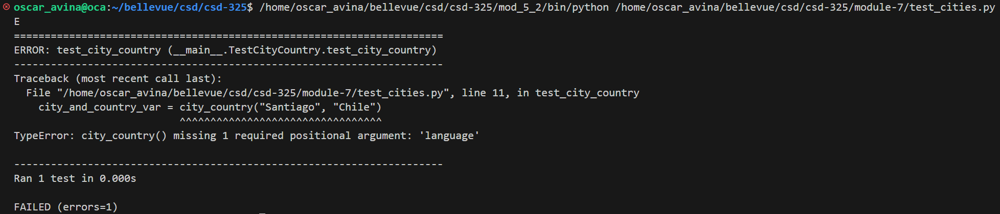 oscar_avina@oca:~/bellevue/csd/csd-325$ /home/oscar_avina/bellevue/csd/csd-325/mod_5_2/bin/python /home/oscar_avina/bellevue/csd/csd-325/module-7/test_cities.py
E
======================================================================
ERROR: test_city_country (__main__.TestCityCountry.test_city_country)
----------------------------------------------------------------------
Traceback (most recent call last):
  File "/home/oscar_avina/bellevue/csd/csd-325/module-7/test_cities.py", line 11, in test_city_country
    city_and_country_var = city_country("Santiago", "Chile")
                           ^^^^^^^^^^^^^^^^^^^^^^^^^^^^^^^^^
TypeError: city_country() missing 1 required positional argument: 'language'

----------------------------------------------------------------------
Ran 1 test in 0.000s

FAILED (errors=1)